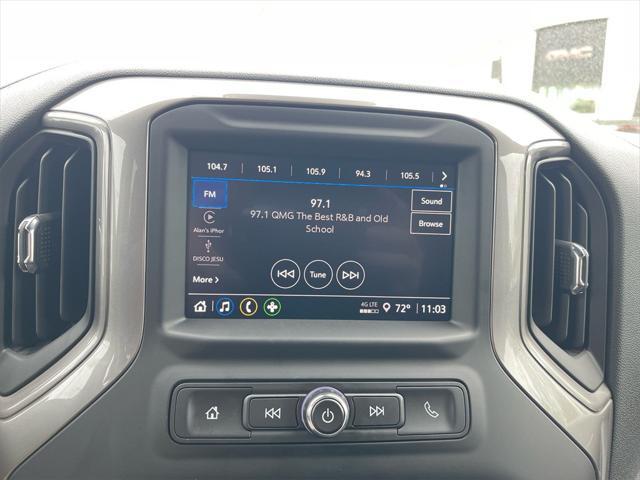 GMC
104.7 105.1 105.9 94.3 105.5
FM
97.1
Sound
97.1 QMG The Best R&B and Old
School
Browse
Alan's iPhor
DISCO JESU
More
Tune
4G LTE
72° 11:03